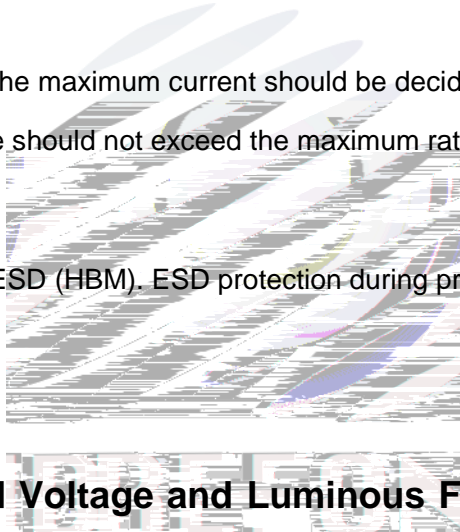 he maximum current should be decid
e should not exceed the maximum rat
ESD (HBM). ESD protection during pr
Voltage and Luminous F